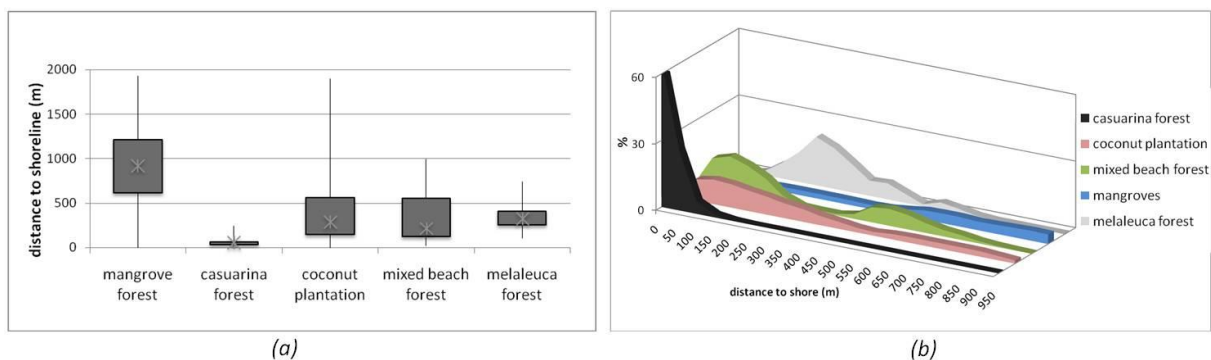 distance to shoreline (m)
2000
1500
1000
500
0
mangrove forest
casuarina forest
coconut plantation
mixed beach forest
melaleuca forest
(a)
%
60
30
0
0
50
100
150
200
250
300
350
400
450
500
550
600
650
700
750
800
850
900
950
distance to shore (m)
casuarina forest
coconut plantation
mixed beach forest
mangroves
melaleuca forest
(b)